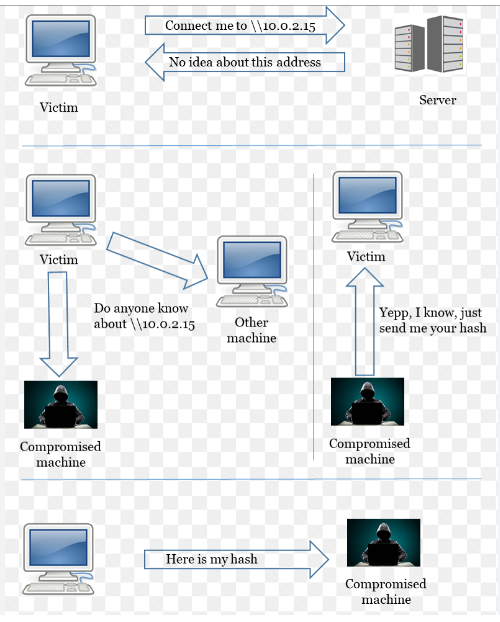 Connect me to \\10.0.2.15
No idea about this address
Victim
Server
Victim
Do anyone know
about \\10.0.2.15
Other
machine
Compromised
machine
Victim
Yepp, I know, just
send me your hash
Compromised
machine
Here is my hash
Compromised
machine